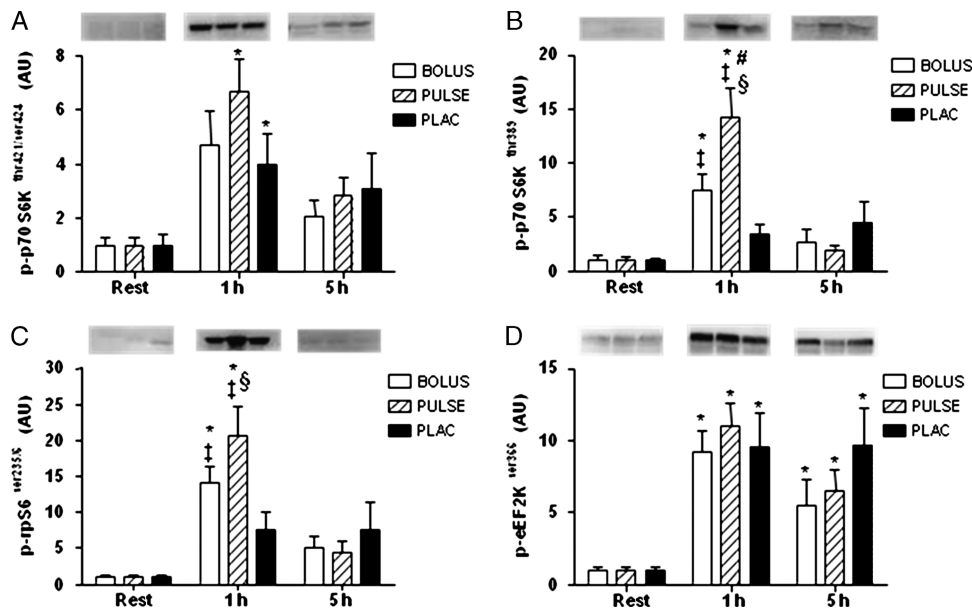 A
8
6
4
2
0
p-p70 S6K thr421/ser424 (AU)
*
*
Rest
1 h
5 h
BOLUS
PULSE
PLAC
B
20
15
10
5
0
p-p70 S6K thr389 (AU)
*
‡
* #
‡ §
Rest
1 h
5 h
BOLUS
PULSE
PLAC
C
30
25
20
15
10
5
0
p-rpS6 (AU)
*
‡
*
‡ §
Rest
1 h
5 h
BOLUS
PULSE
PLAC
D
15
10
5
0
p-eEF2K ser366 (AU)
* * *
* * *
Rest
1 h
5 h
BOLUS
PULSE
PLAC